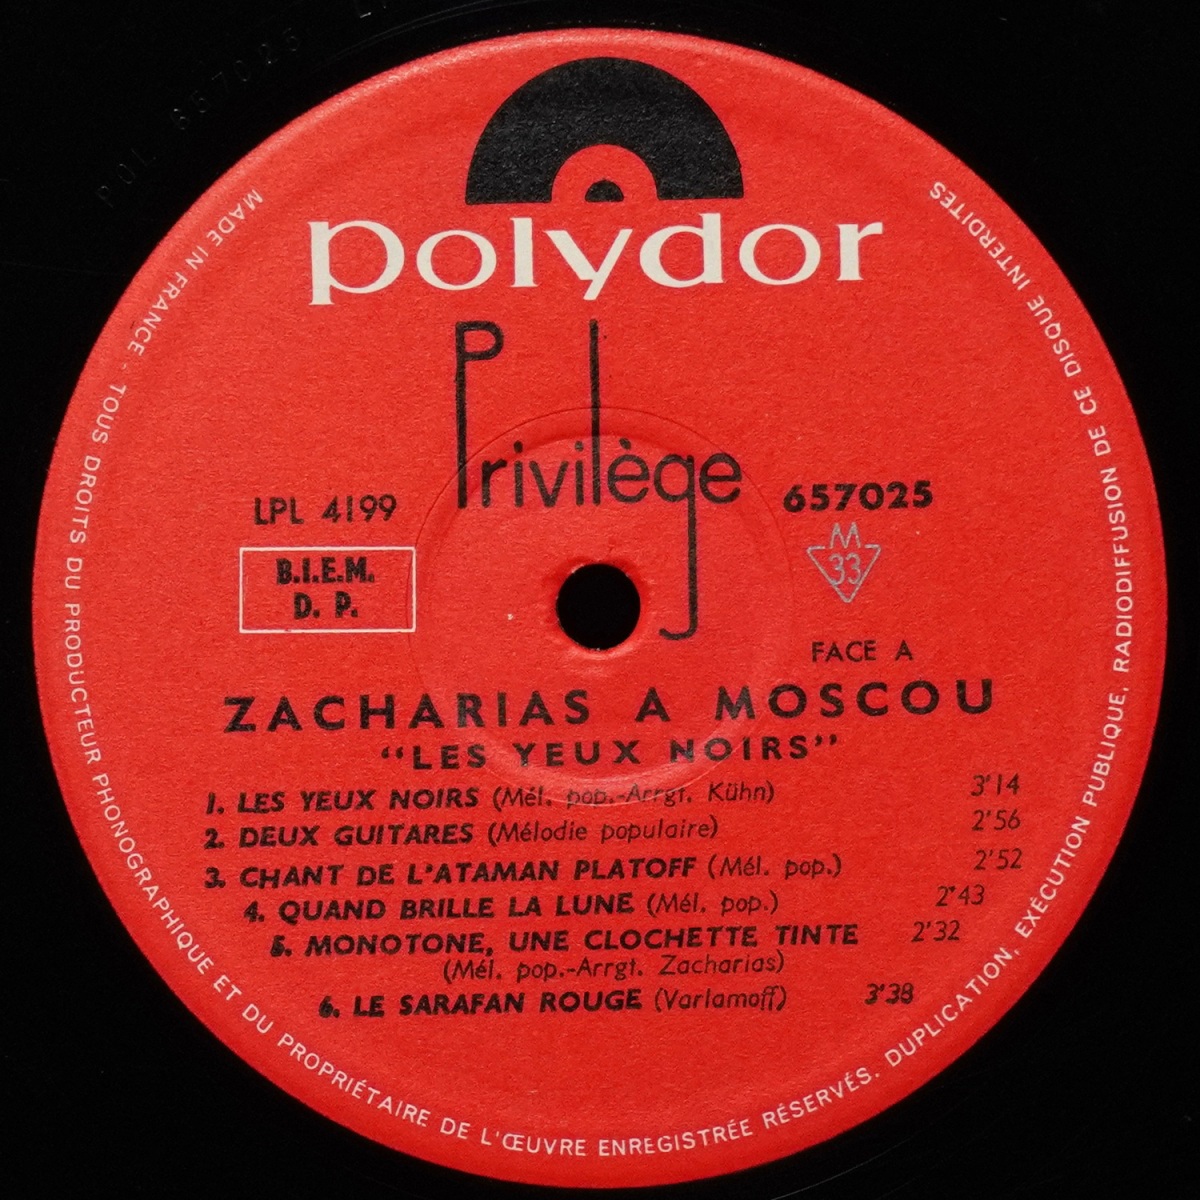 polydor
Privilège
LPL 4199
657025
B.I.E.M.
D. P.
M
33
FACE A
ZACHARIAS A MOSCOU
“LES YEUX NOIRS”
1. LES YEUX NOIRS (Mél. pop.-Arrgt. Kühn) 3'14
2. DEUX GUITARES (Mélodie populaire) 2'56
3. CHANT DE L'ATAMAN PLATOFF (Mél. pop.) 2'52
4. QUAND BRILLE LA LUNE (Mél. pop.) 2'43
5. MONOTONE, UNE CLOCHETTE TINTE 2'32
(Mél. pop.-Arrgt. Zacharias)
6. LE SARAFAN ROUGE (Varlamoff) 3'38
MADE IN FRANCE - TOUS DROITS DU PRODUCTEUR PHONOGRAPHIQUE ET DU PROPRIÉTAIRE DE L'ŒUVRE ENREGISTRÉE RÉSERVÉS. DUPLICATION, EXÉCUTION PUBLIQUE, RADIODIFFUSION DE CE DISQUE INTERDITES
POL 657025